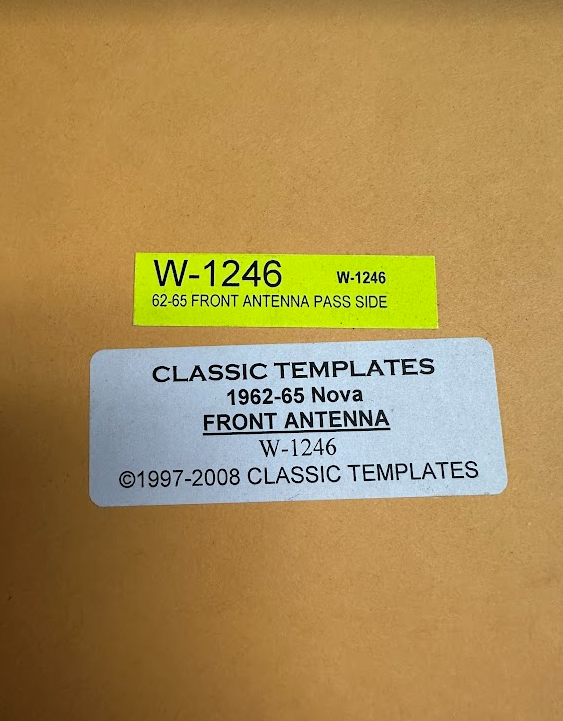 W-1246 W-1246
62-65 FRONT ANTENNA PASS SIDE
CLASSIC TEMPLATES
1962-65 Nova
FRONT ANTENNA
W-1246
©1997-2008 CLASSIC TEMPLATES